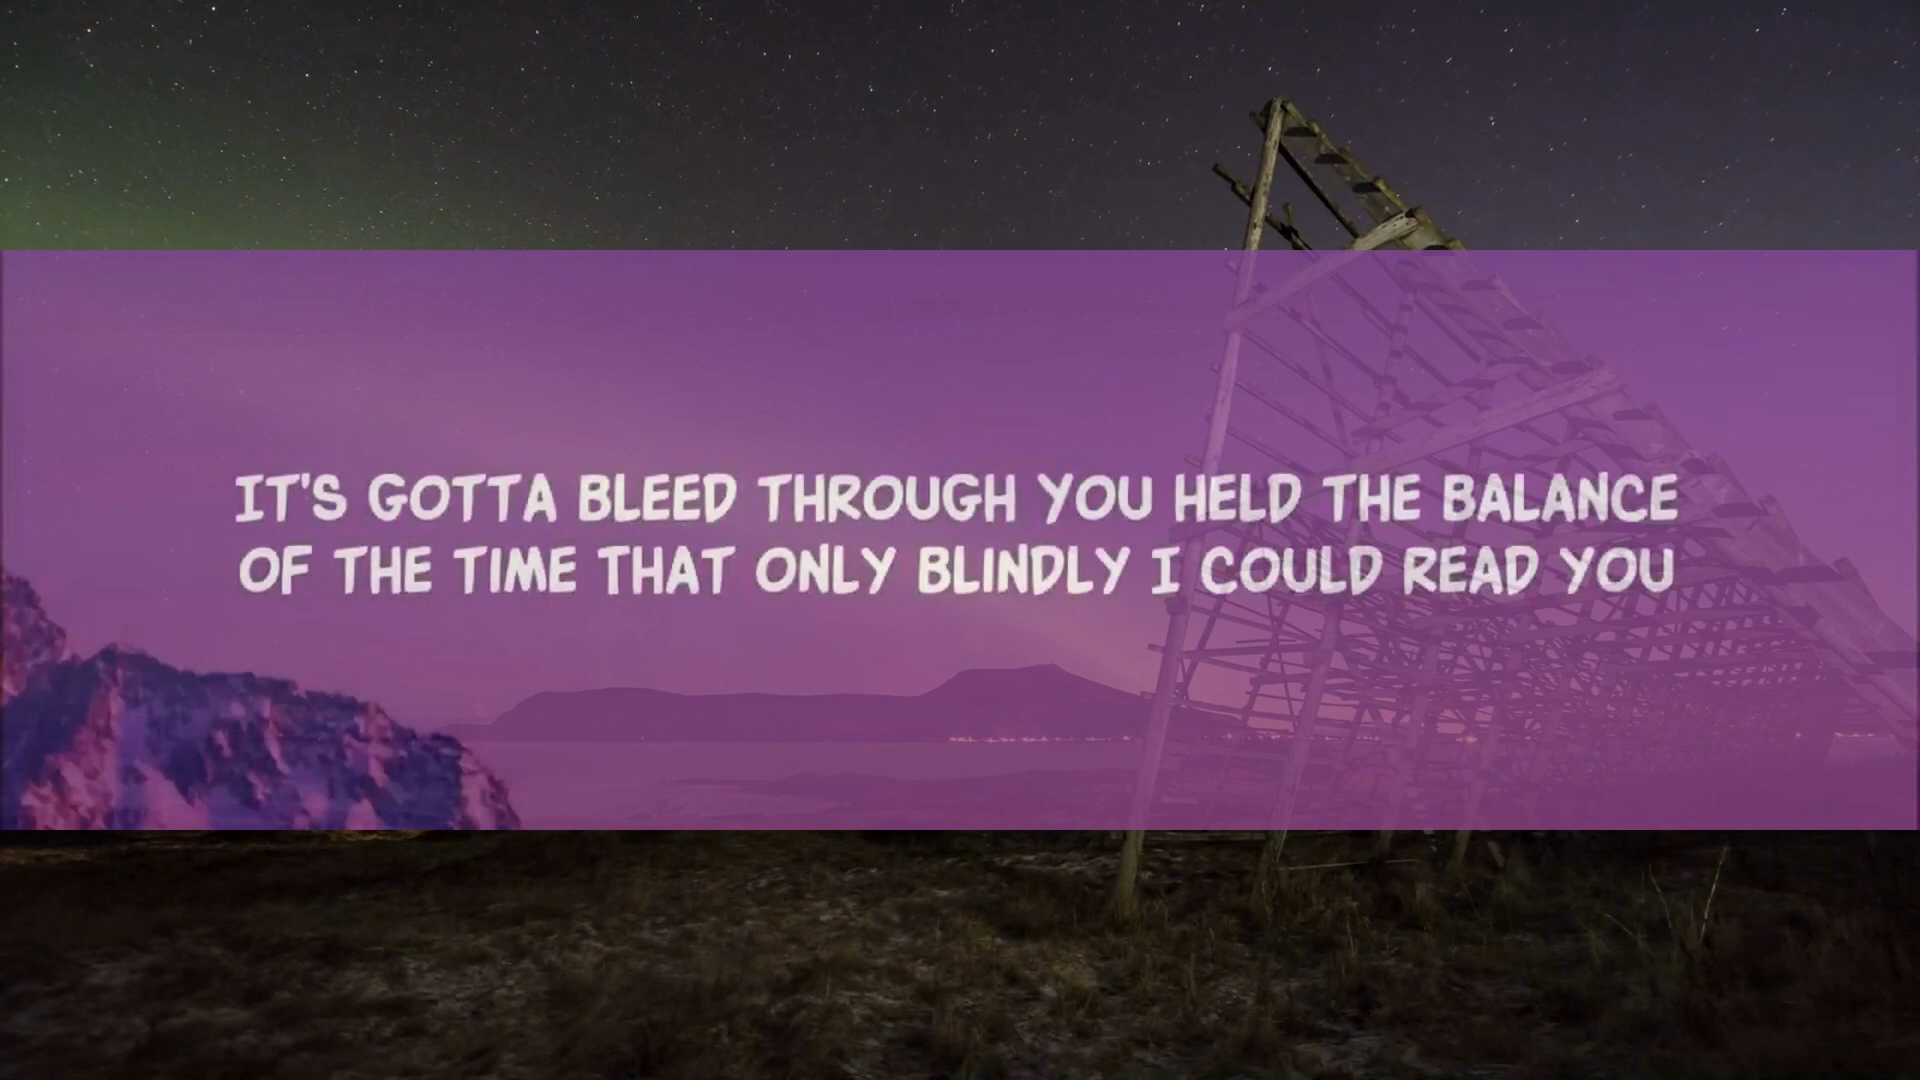 IT'S GOTTA BLEED THROUGH YOU HELD THE BALANCE
OF THE TIME THAT ONLY BLINDLY I COULD READ YOU